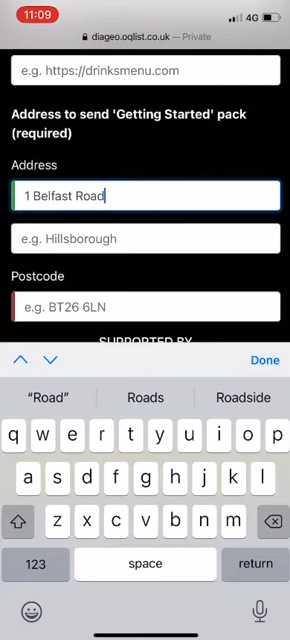 11:09
4G
diageo.oqlist.co.uk — Private
e.g. https://drinksmenu.com
Address to send 'Getting Started' pack
(required)
Address
1 Belfast Road
e.g. Hillsborough
Postcode
e.g. BT26 6LN
SUPPORTED BY
Done
“Road” Roads Roadside
q w e r t y u i o p
a s d f g h j k l
z x c v b n m
123 space return